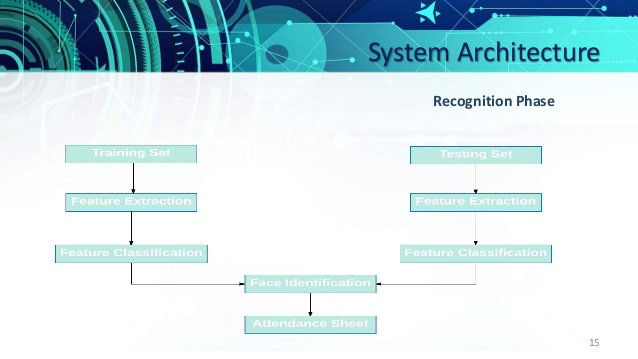 System Architecture
Recognition Phase
Training Set
Testing Set
Feature Extraction
Feature Extraction
Feature Classification
Feature Classification
Face Identification
Attendance Sheet
15